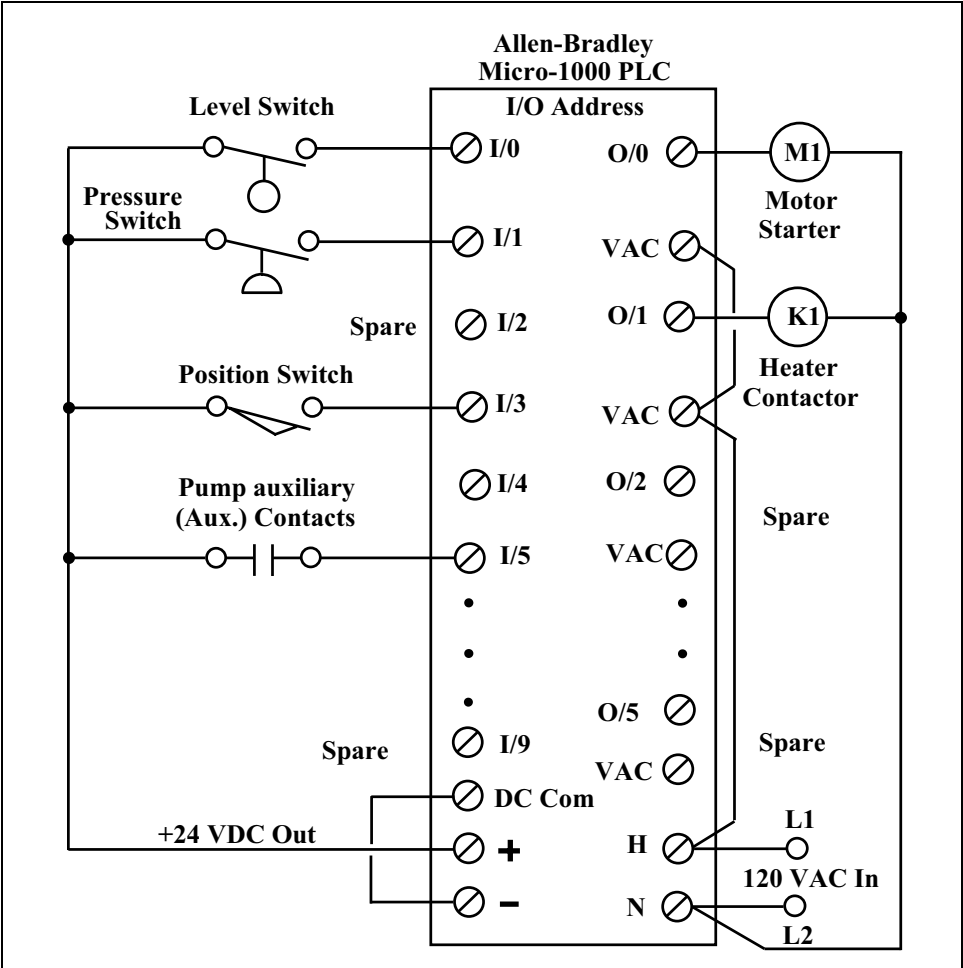 Allen-Bradley
Micro-1000 PLC
I/O Address
Level Switch
I/0
O/0
M1
Motor
Starter
Pressure
Switch
I/1
VAC
Spare
I/2
O/1
K1
Heater
Contactor
Position Switch
I/3
VAC
Pump auxiliary
(Aux.) Contacts
I/4
O/2
Spare
I/5
VAC
O/5
Spare
I/9
Spare
VAC
DC Com
+24 VDC Out
+
H
L1
120 VAC In
–
N
L2